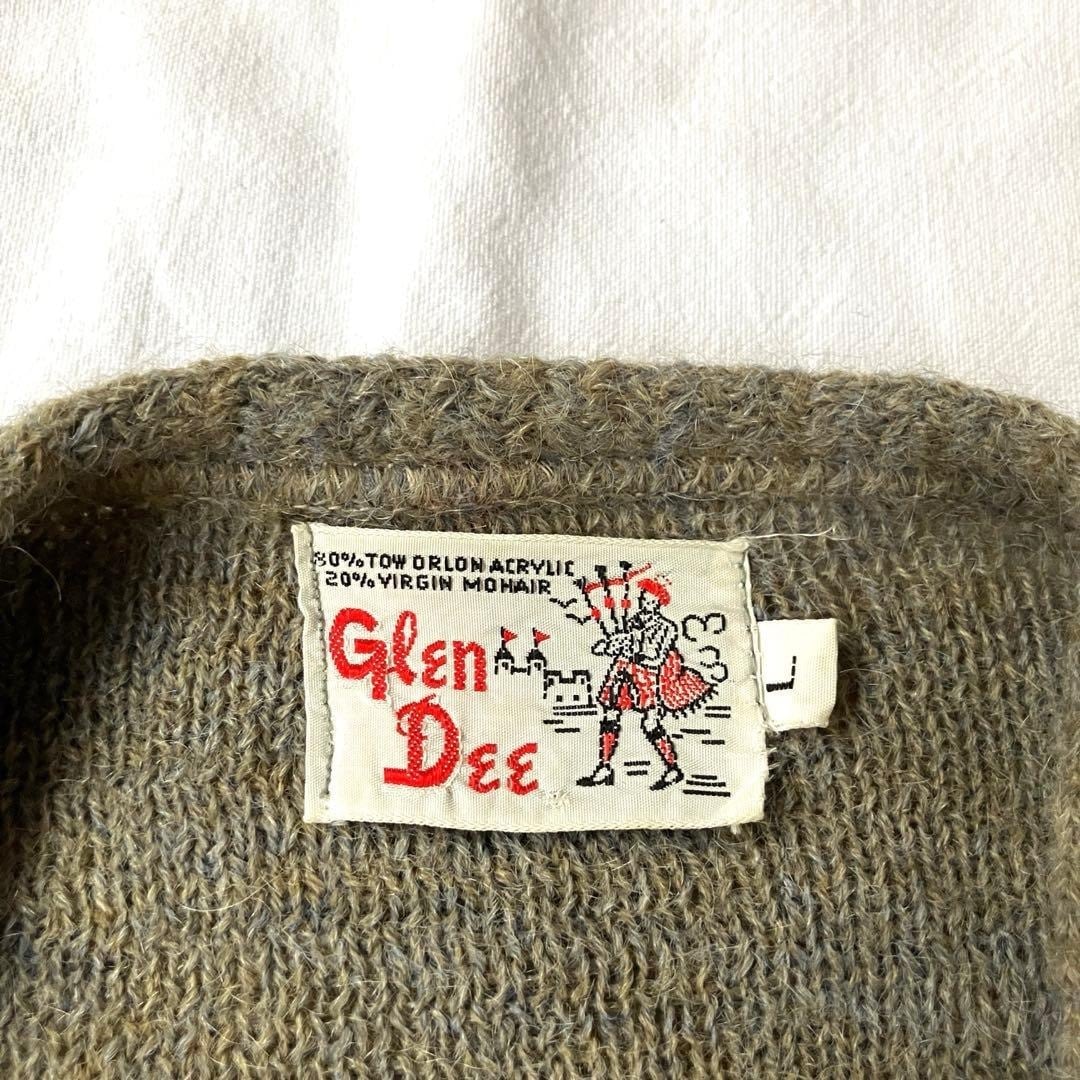 80% TOW ORLON ACRYLIC
20% VIRGIN MOHAIR
GLEN
DEE
L